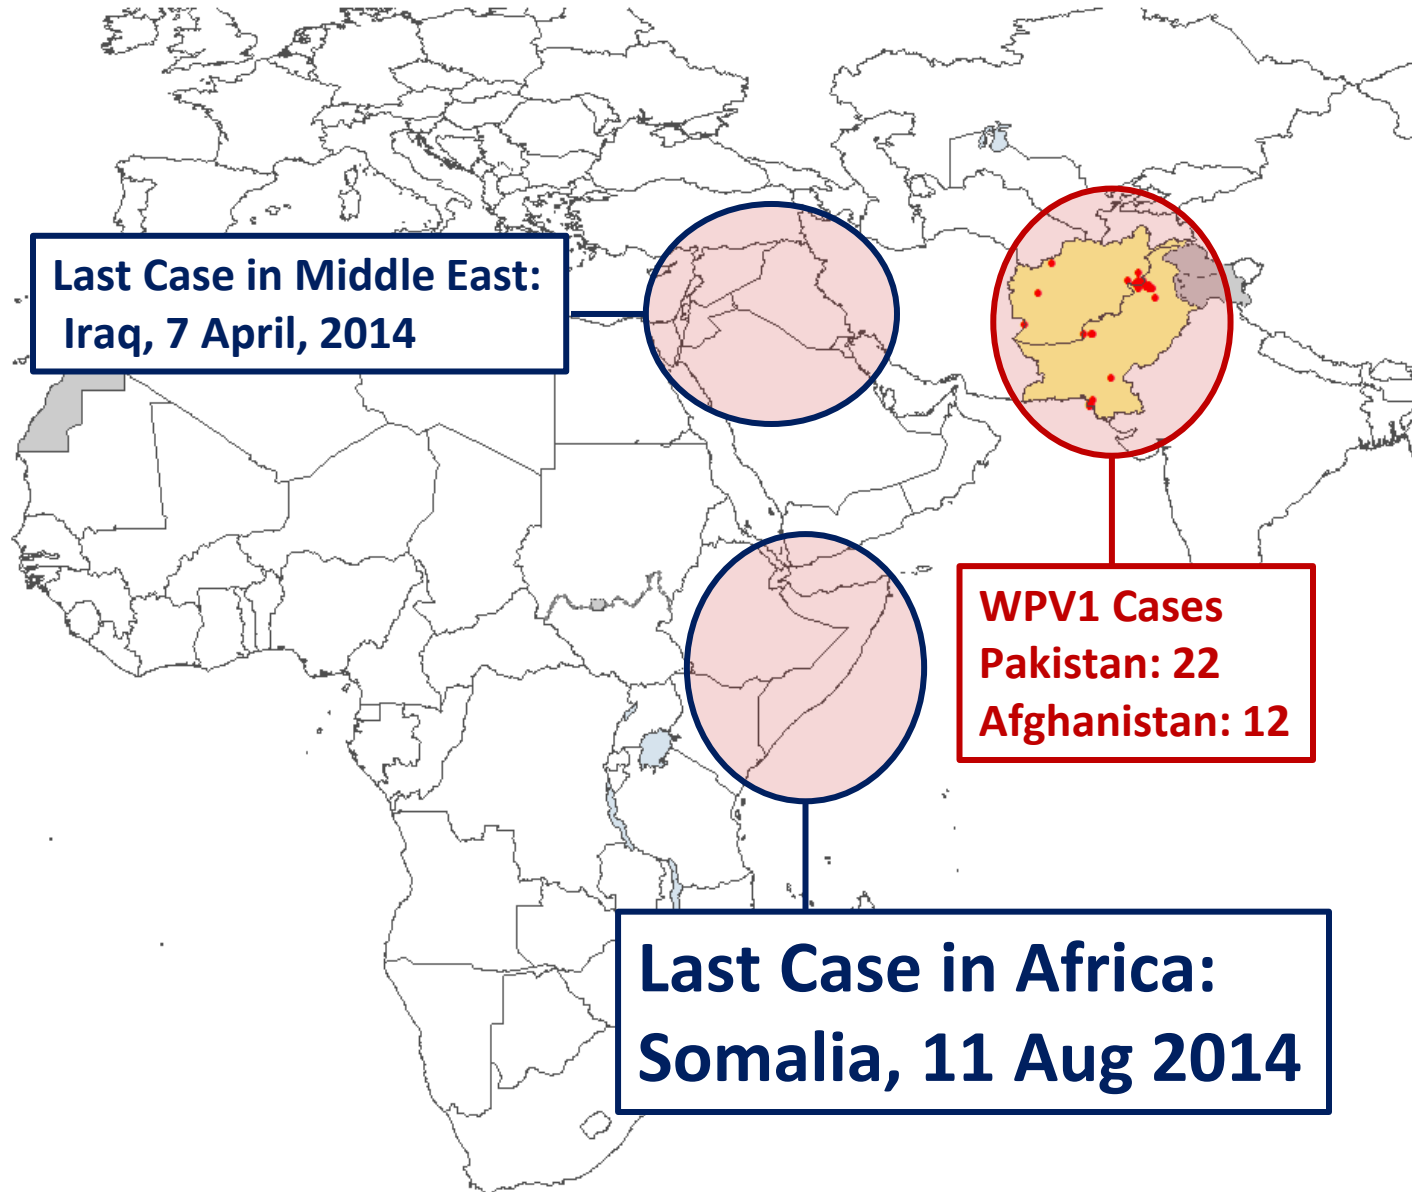 Last Case in Middle East:
Iraq, 7 April, 2014
WPV1 Cases
Pakistan: 22
Afghanistan: 12
Last Case in Africa:
Somalia, 11 Aug 2014